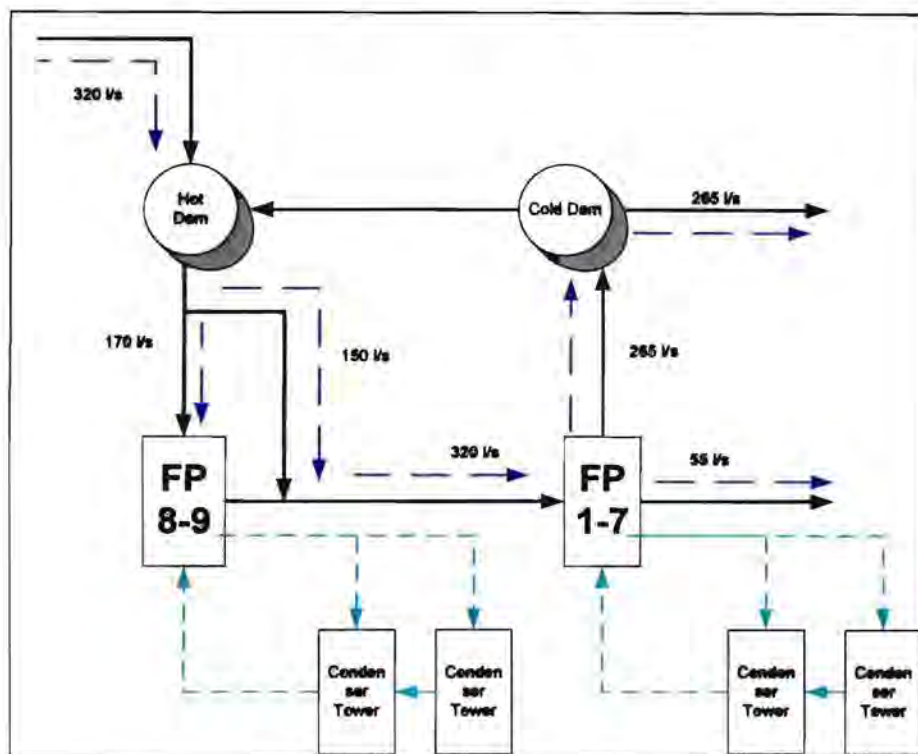 320 l/s
Hot
Dam
Cold Dam
265 l/s
170 l/s
150 l/s
265 l/s
320 l/s
55 l/s
FP
8-9
FP
1-7
Conden
ser
Tower
Conden
ser
Tower
Conden
ser
Tower
Conden
ser
Tower